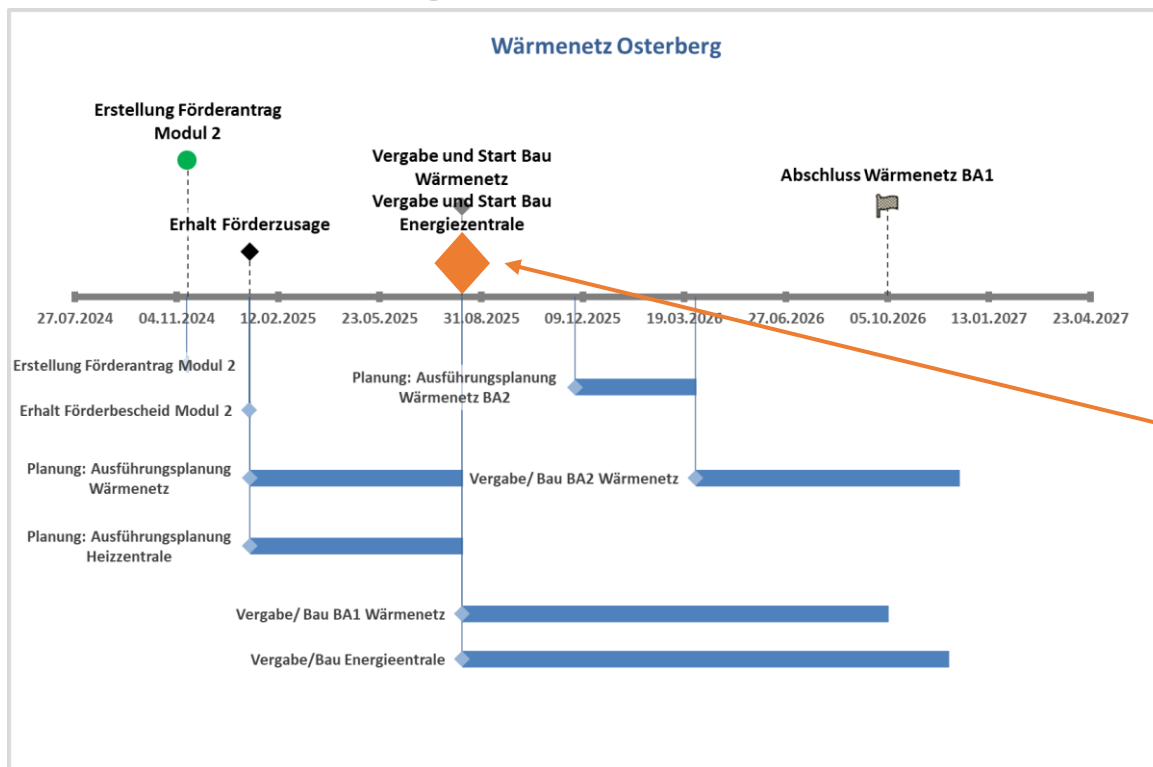 Wärmenetz Osterberg
Erstellung Förderantrag
Modul 2
Vergabe und Start Bau
Wärmenetz
Vergabe und Start Bau
Energiezentrale
Abschluss Wärmenetz BA1
Erhalt Förderzusage
27.07.2024
04.11.2024
12.02.2025
23.05.2025
31.08.2025
09.12.2025
19.03.2026
27.06.2026
05.10.2026
13.01.2027
23.04.2027
Erstellung Förderantrag Modul 2
Planung: Ausführungsplanung
Wärmenetz BA2
Erhalt Förderbescheid Modul 2
Planung: Ausführungsplanung
Wärmenetz
Vergabe/ Bau BA2 Wärmenetz
Planung: Ausführungsplanung
Heizzentrale
Vergabe/ Bau BA1 Wärmenetz
Vergabe/Bau Energieentrale